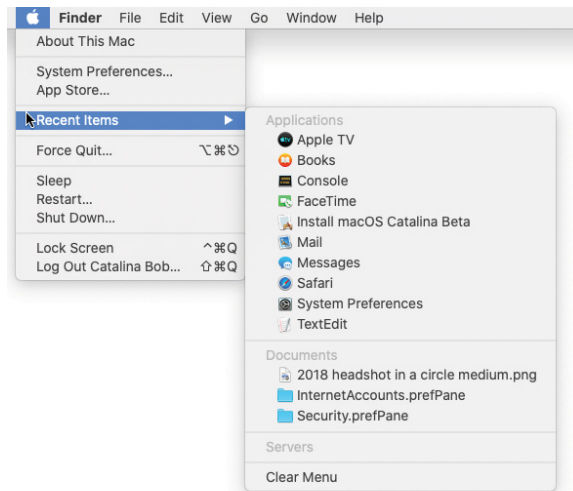 Finder File Edit View Go Window Help
About This Mac
System Preferences...
App Store...
Recent Items
Force Quit... ⌥⌘⎋
Sleep
Restart...
Shut Down...
Lock Screen ^⌘Q
Log Out Catalina Bob... ⇧⌘Q
Applications
Apple TV
Books
Console
FaceTime
Install macOS Catalina Beta
Mail
Messages
Safari
System Preferences
TextEdit
Documents
2018 headshot in a circle medium.png
InternetAccounts.prefPane
Security.prefPane
Servers
Clear Menu